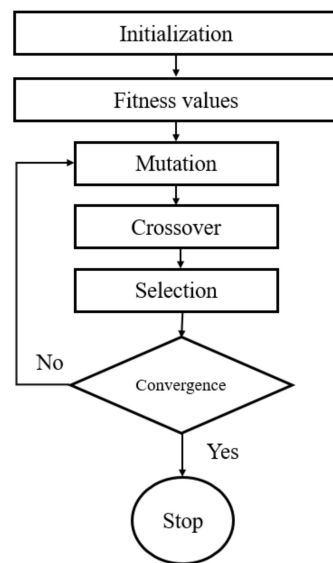 Initialization
Fitness values
Mutation
Crossover
Selection
No
Convergence
Yes
Stop